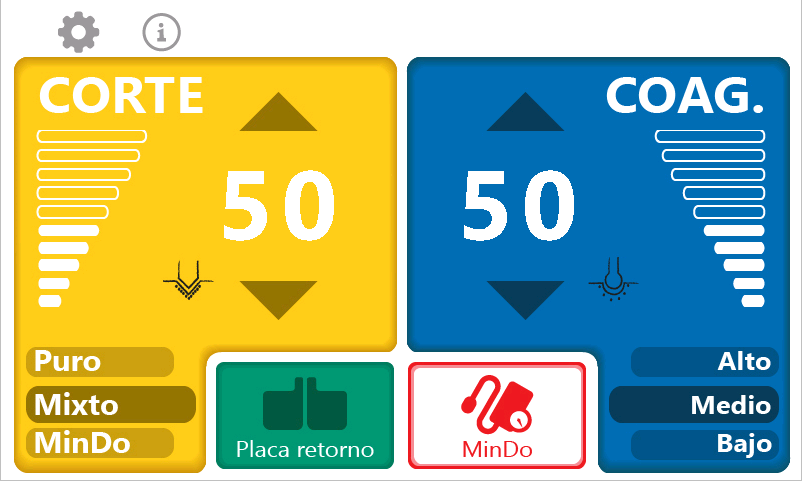 CORTE
50
Puro
Mixto
MinDo
COAG.
50
Alto
Medio
Bajo
Placa retorno
MinDo